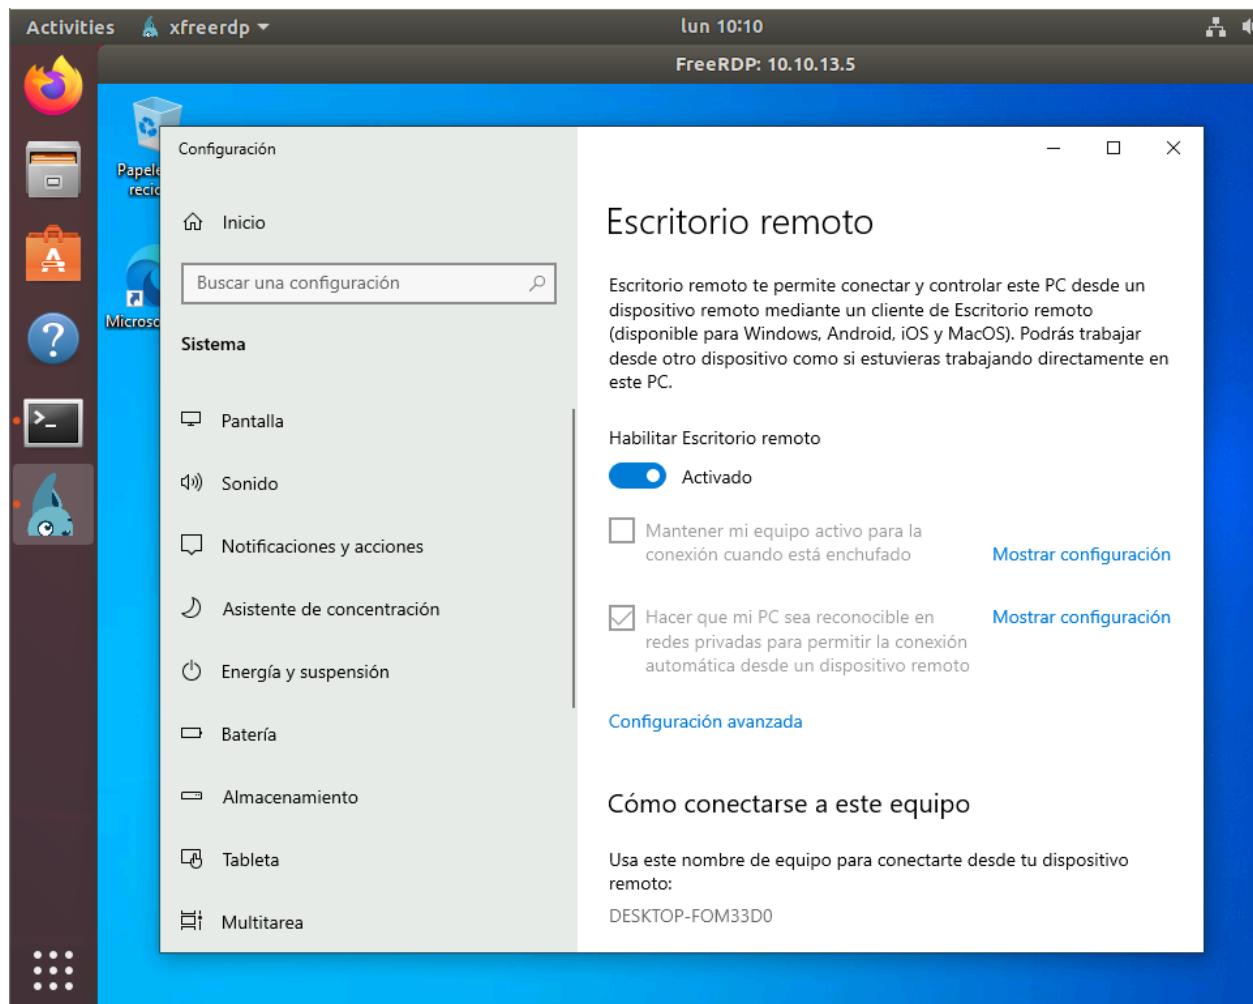 Activities
xfreerdp
lun 10:10
FreeRDP: 10.10.13.5
Configuración
Inicio
Buscar una configuración
Sistema
Pantalla
Sonido
Notificaciones y acciones
Asistente de concentración
Energía y suspensión
Batería
Almacenamiento
Tableta
Multitarea
Escritorio remoto
Escritorio remoto te permite conectar y controlar este PC desde un
dispositivo remoto mediante un cliente de Escritorio remoto
(disponible para Windows, Android, iOS y MacOS). Podrás trabajar
desde otro dispositivo como si estuvieras trabajando directamente en
este PC.
Habilitar Escritorio remoto
Activado
Mantener mi equipo activo para la
conexión cuando está enchufado
Mostrar configuración
Hacer que mi PC sea reconocible en
redes privadas para permitir la conexión
automática desde un dispositivo remoto
Mostrar configuración
Configuración avanzada
Cómo conectarse a este equipo
Usa este nombre de equipo para conectarte desde tu dispositivo
remoto:
DESKTOP-FOM33D0